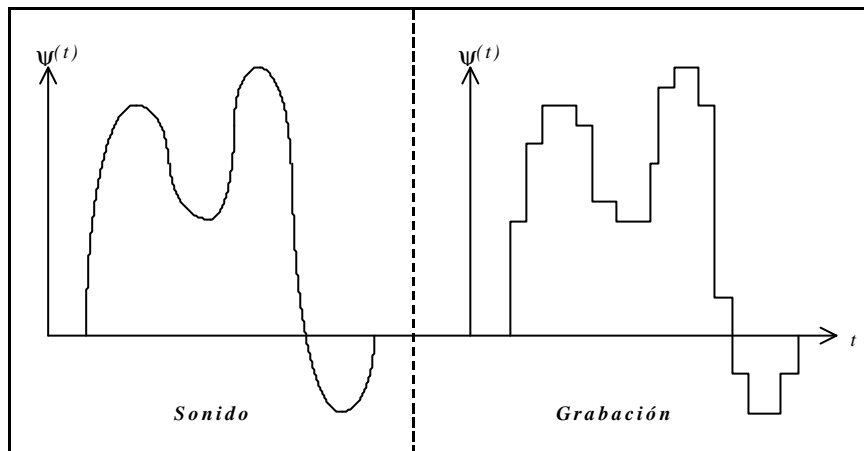 ψ(t)
ψ(t)
t
Sonido
Grabación